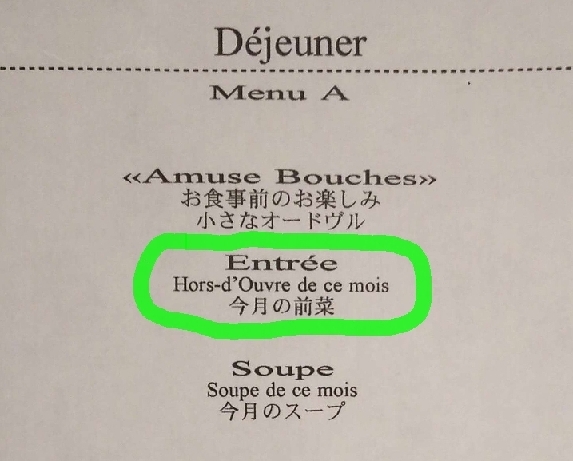 Déjeuner
Menu A
«Amuse Bouches»
お食事前のお楽しみ
小さなオードヴル
Entrée
Hors-d'Ouvre de ce mois
今月の前菜
Soupe
Soupe de ce mois
今月のスープ